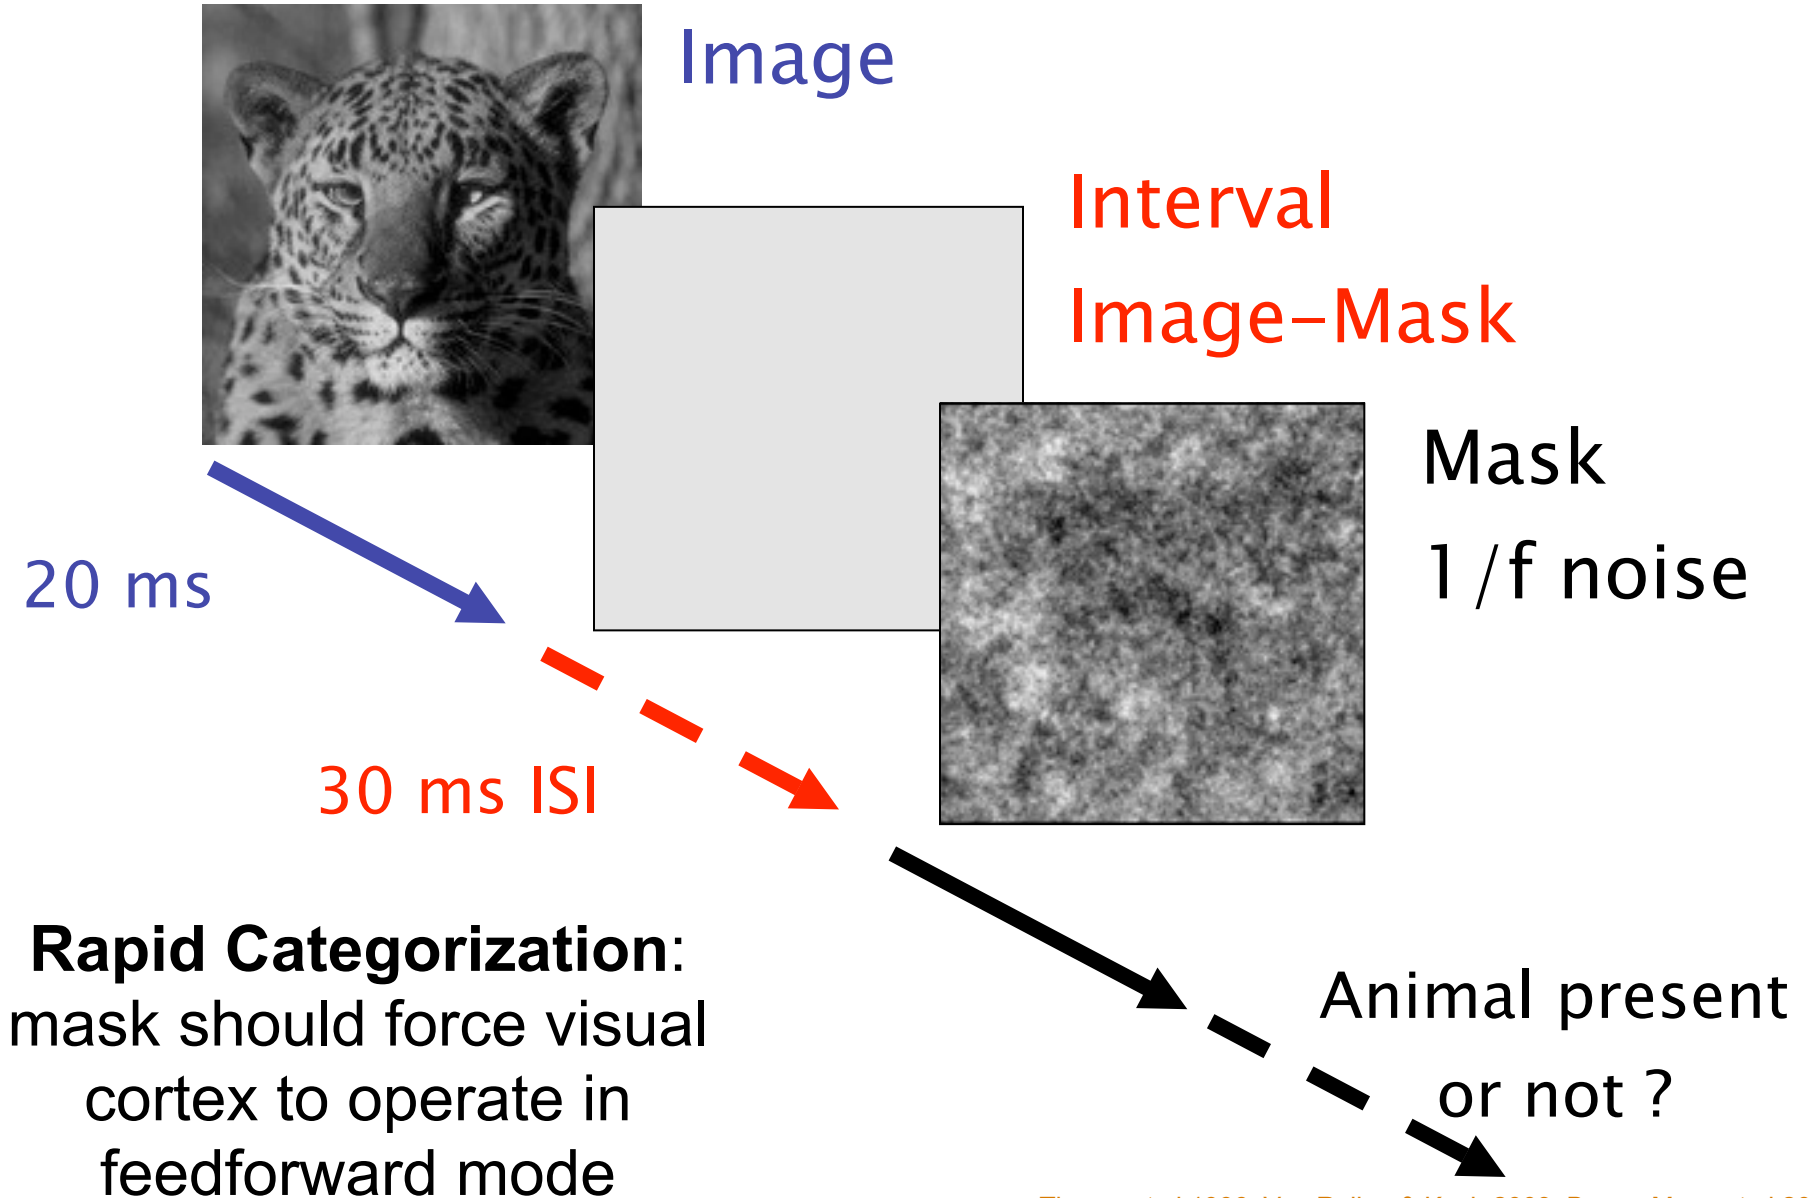 Image
Interval
Image-Mask
Mask
1/f noise
20 ms
30 ms ISI
Rapid Categorization:
mask should force visual
cortex to operate in
feedforward mode
Animal present
or not ?